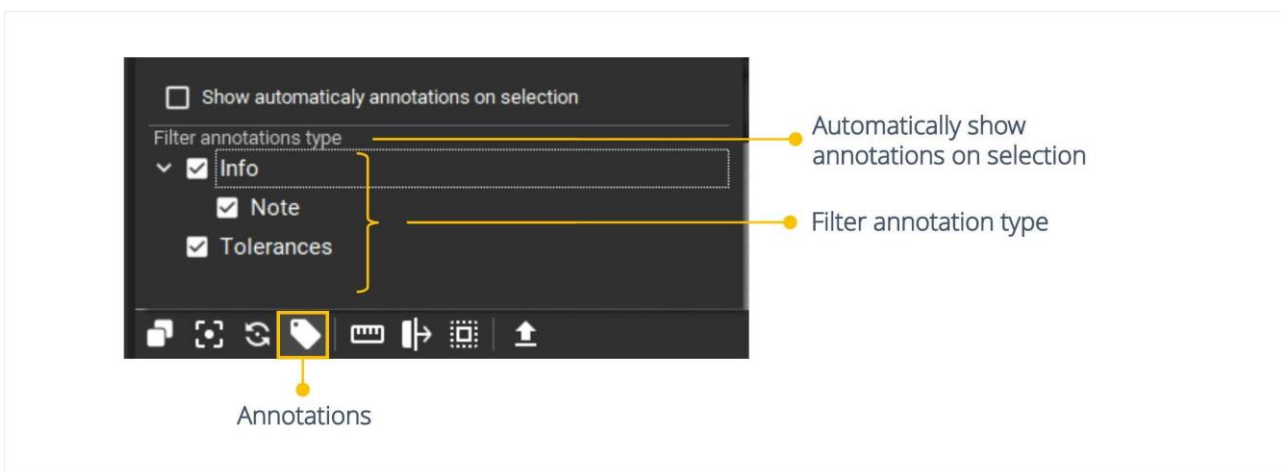 Show automaticaly annotations on selection
Filter annotations type
Info
Note
Tolerances
Automatically show
annotations on selection
Filter annotation type
Annotations